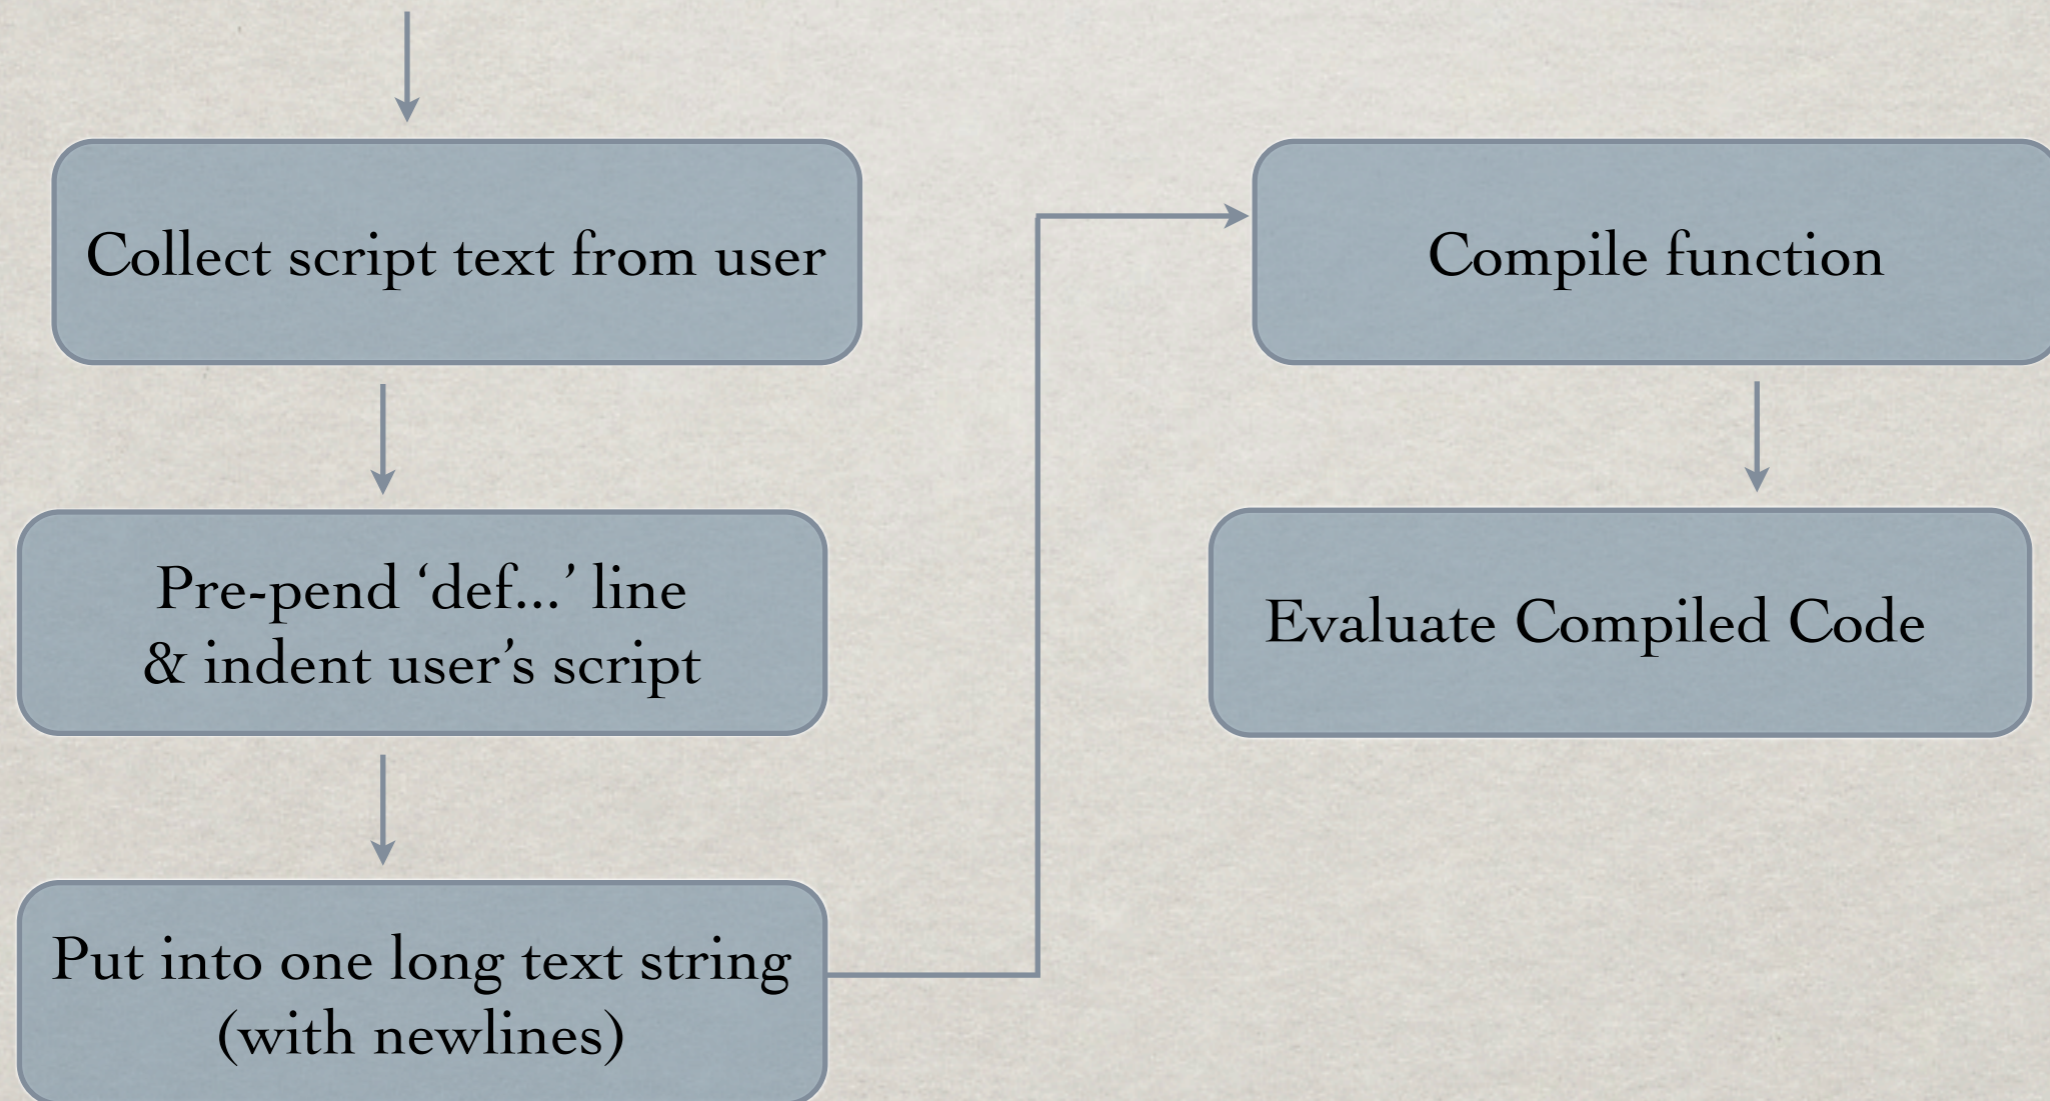 Collect script text from user
Pre-pend ‘def...’ line
& indent user’s script
Put into one long text string
(with newlines)
Compile function
Evaluate Compiled Code